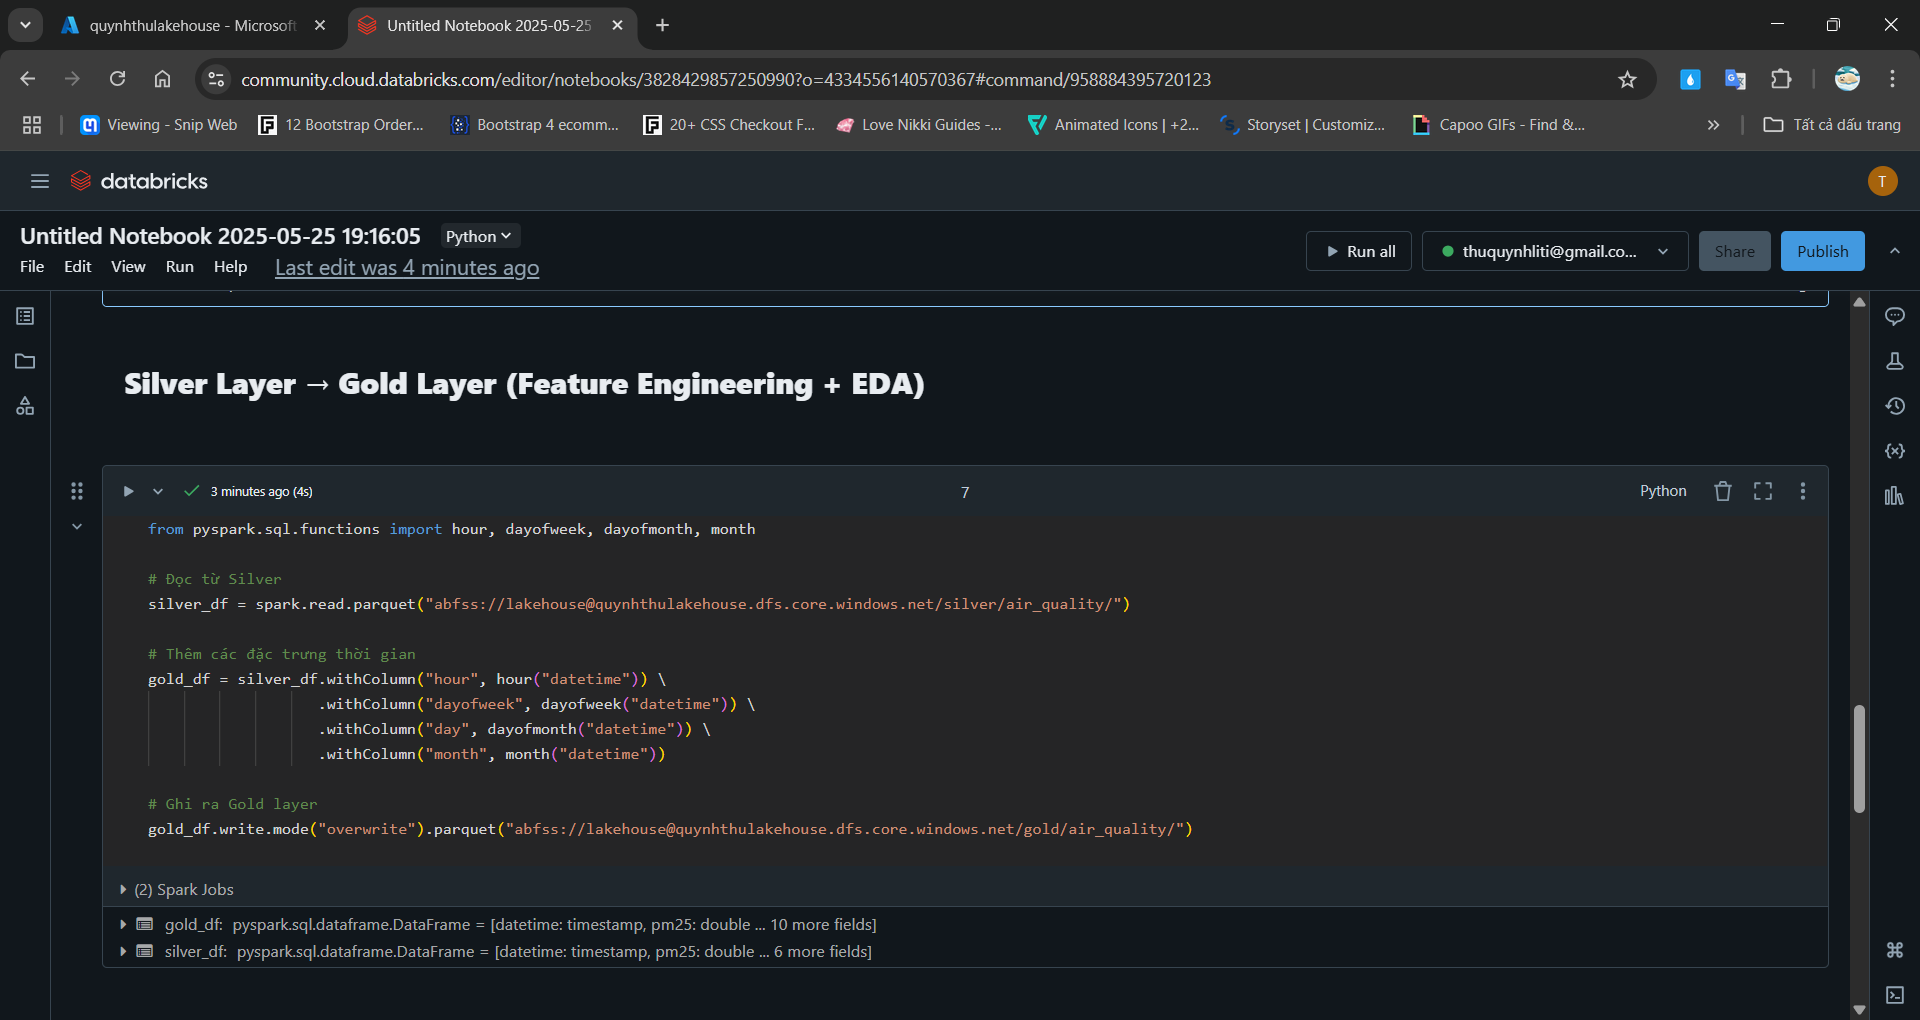 quynhthulakehouse - Microsoft
Untitled Notebook 2025-05-25
community.cloud.databricks.com/editor/notebooks/3828429857250990?o=4334556140570367#command/958884395720123
Viewing - Snip Web
12 Bootstrap Order...
Bootstrap 4 ecomm...
20+ CSS Checkout F...
Love Nikki Guides -...
Animated Icons | +2...
Storyset | Customiz...
Capoo GIFs - Find &...
Tất cả dấu trang
databricks
T
Untitled Notebook 2025-05-25 19:16:05
Python
File Edit View Run Help Last edit was 4 minutes ago
Run all
thuquynhliti@gmail.co...
Share
Publish
Silver Layer → Gold Layer (Feature Engineering + EDA)
3 minutes ago (4s)
7
Python
from pyspark.sql.functions import hour, dayofweek, dayofmonth, month
# Đọc từ Silver
silver_df = spark.read.parquet("abfss://lakehouse@quynhthulakehouse.dfs.core.windows.net/silver/air_quality/")
# Thêm các đặc trưng thời gian
gold_df = silver_df.withColumn("hour", hour("datetime")) \
.withColumn("dayofweek", dayofweek("datetime")) \
.withColumn("day", dayofmonth("datetime")) \
.withColumn("month", month("datetime"))
# Ghi ra Gold layer
gold_df.write.mode("overwrite").parquet("abfss://lakehouse@quynhthulakehouse.dfs.core.windows.net/gold/air_quality/")
(2) Spark Jobs
gold_df: pyspark.sql.dataframe.DataFrame = [datetime: timestamp, pm25: double ... 10 more fields]
silver_df: pyspark.sql.dataframe.DataFrame = [datetime: timestamp, pm25: double ... 6 more fields]